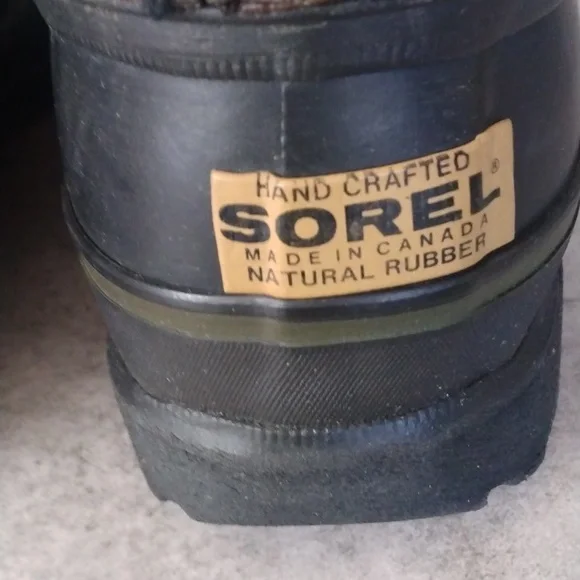 HAND CRAFTED
SOREL®
MADE IN CANADA
NATURAL RUBBER